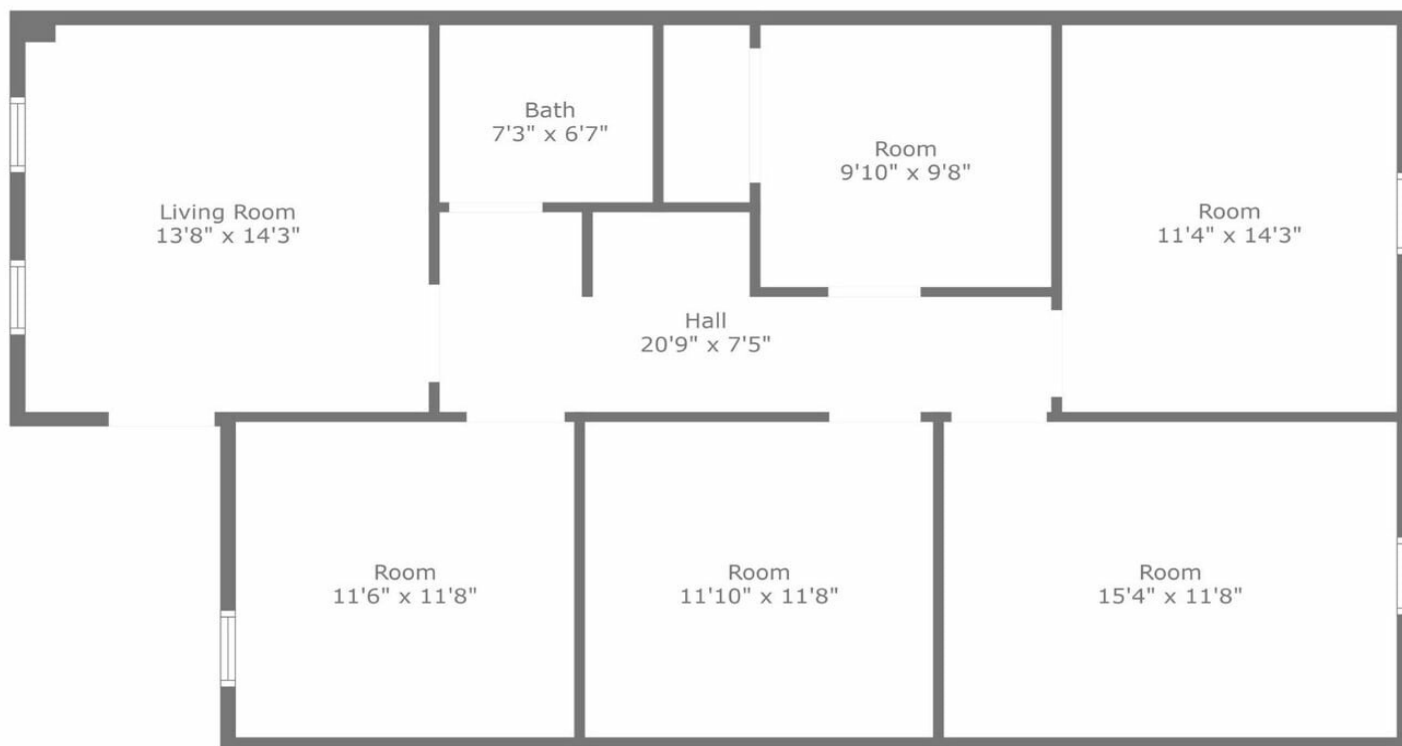 Bath
7'3" x 6'7"
Room
9'10" x 9'8"
Living Room
13'8" x 14'3"
Room
11'4" x 14'3"
Hall
20'9" x 7'5"
Room
11'6" x 11'8"
Room
11'10" x 11'8"
Room
15'4" x 11'8"